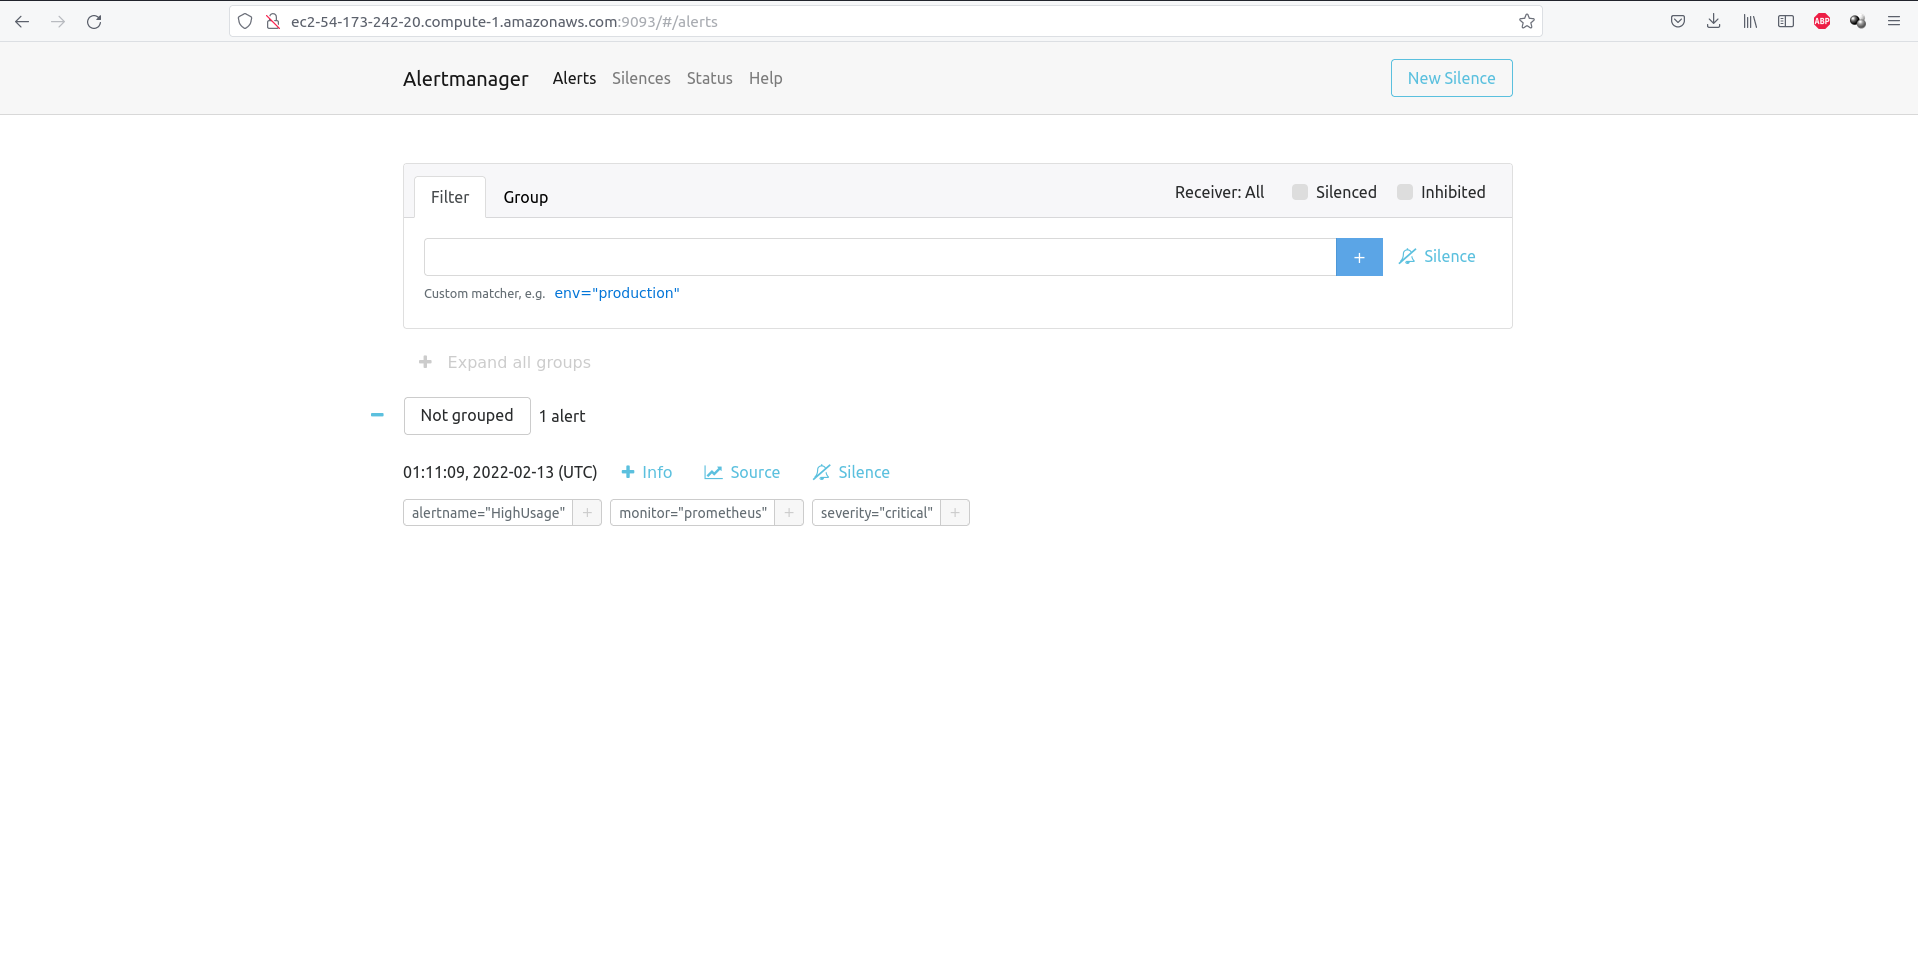 ec2-54-173-242-20.compute-1.amazonaws.com:9093/#/alerts
ABP
Alertmanager Alerts Silences Status Help New Silence
Filter Group Receiver: All Silenced Inhibited
+ Silence
Custom matcher, e.g. env="production"
+ Expand all groups
− Not grouped 1 alert
01:11:09, 2022-02-13 (UTC) + Info Source Silence
alertname="HighUsage" + monitor="prometheus" + severity="critical" +